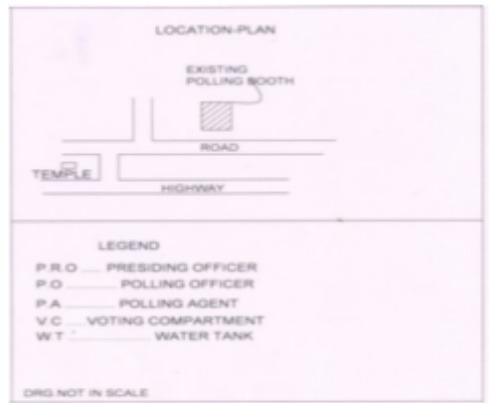 LOCATION-PLAN
EXISTING
POLLING BOOTH
ROAD
TEMPLE
HIGHWAY
LEGEND
P.R.O ..... PRESIDING OFFICER
P.O ............. POLLING OFFICER
P.A ............. POLLING AGENT
V.C ..... VOTING COMPARTMENT
W.T ..................... WATER TANK
DRG.NOT IN SCALE